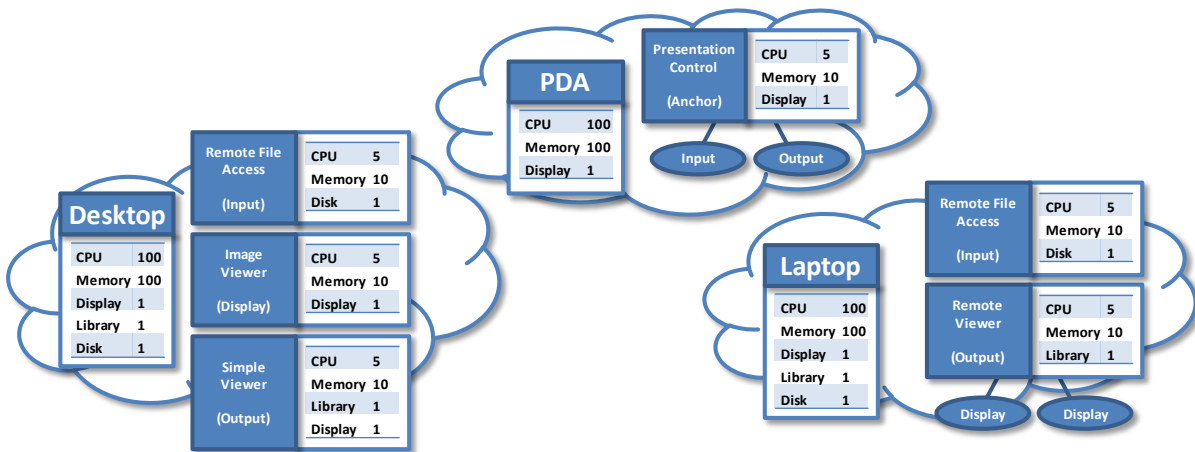 Desktop
CPU 100
Memory 100
Display 1
Library 1
Disk 1
Remote File
Access
(Input)
CPU 5
Memory 10
Disk 1
Image
Viewer
(Display)
CPU 5
Memory 10
Display 1
Simple
Viewer
(Output)
CPU 5
Memory 10
Library 1
Display 1
PDA
CPU 100
Memory 100
Display 1
Presentation
Control
(Anchor)
CPU 5
Memory 10
Display 1
Input
Output
Laptop
CPU 100
Memory 100
Display 1
Library 1
Disk 1
Remote File
Access
(Input)
CPU 5
Memory 10
Disk 1
Remote
Viewer
(Output)
CPU 5
Memory 10
Library 1
Display
Display